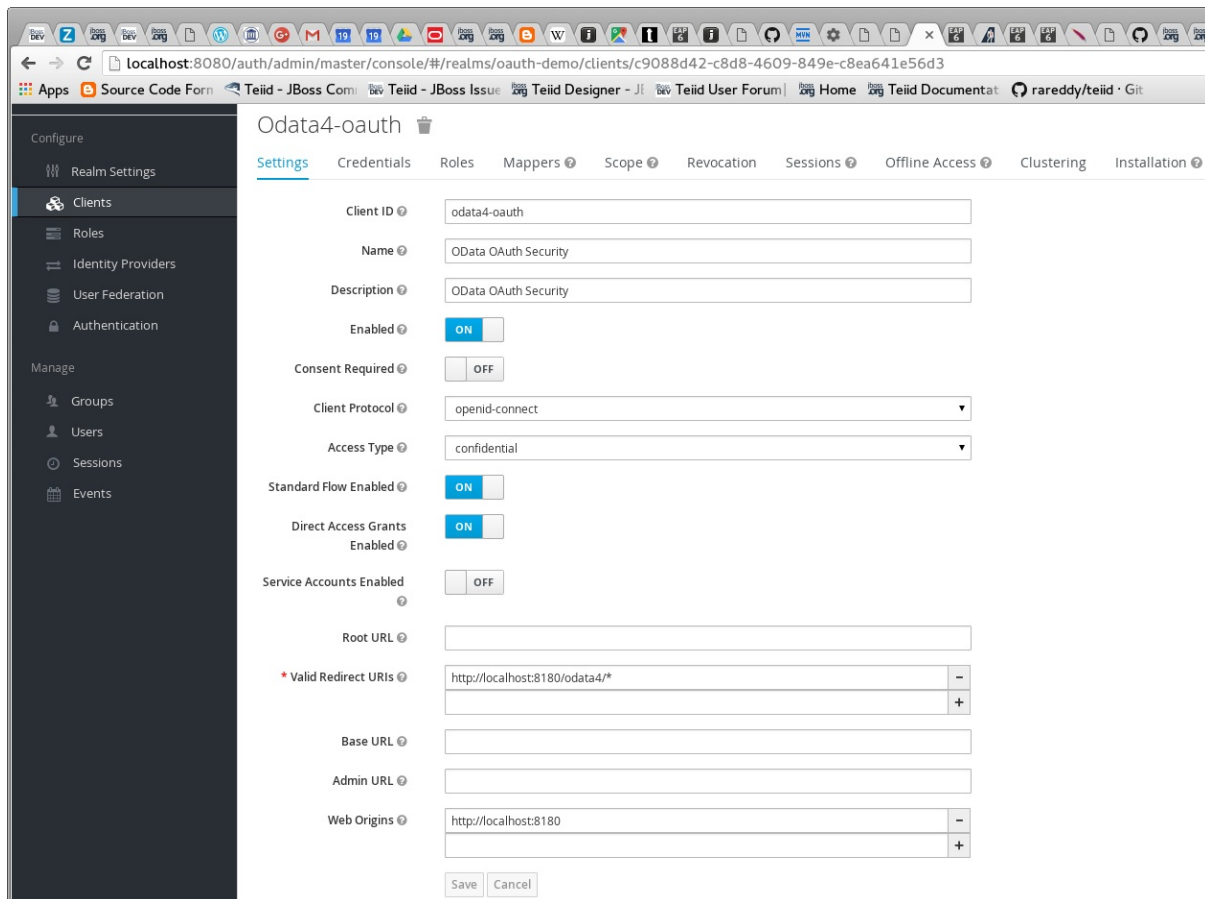 localhost:8080/auth/admin/master/console/#/realms/oauth-demo/clients/c9088d42-c8d8-4609-849e-c8ea641e56d3
Apps Source Code Forn Teiid - JBoss Com Teiid - JBoss Issue Teiid Designer - JB Teiid User Forum| Home Teiid Documentat rareddy/teiid · Git
Odata4-oauth
Settings Credentials Roles Mappers Scope Revocation Sessions Offline Access Clustering Installation
Configure
Realm Settings
Clients
Roles
Identity Providers
User Federation
Authentication
Manage
Groups
Users
Sessions
Events
Client ID odata4-oauth
Name OData OAuth Security
Description OData OAuth Security
Enabled ON
Consent Required OFF
Client Protocol openid-connect
Access Type confidential
Standard Flow Enabled ON
Direct Access Grants
Enabled ON
Service Accounts Enabled OFF
Root URL
* Valid Redirect URIs http://localhost:8180/odata4/* -
+
Base URL
Admin URL
Web Origins http://localhost:8180 -
+
Save Cancel